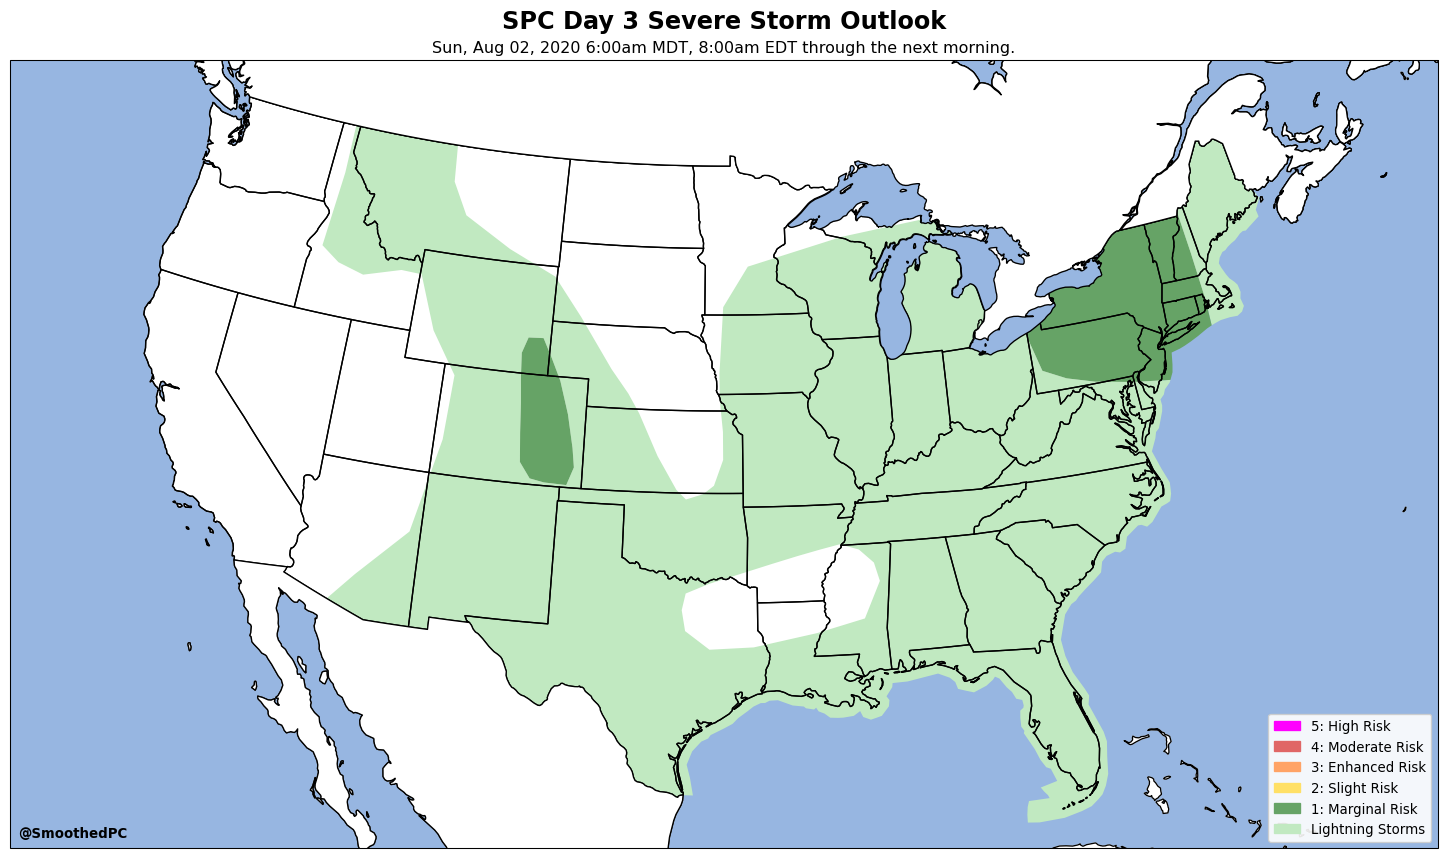 SPC Day 3 Severe Storm Outlook
Sun, Aug 02, 2020 6:00am MDT, 8:00am EDT through the next morning.
5: High Risk
4: Moderate Risk
3: Enhanced Risk
2: Slight Risk
1: Marginal Risk
Lightning Storms
@SmoothedPC